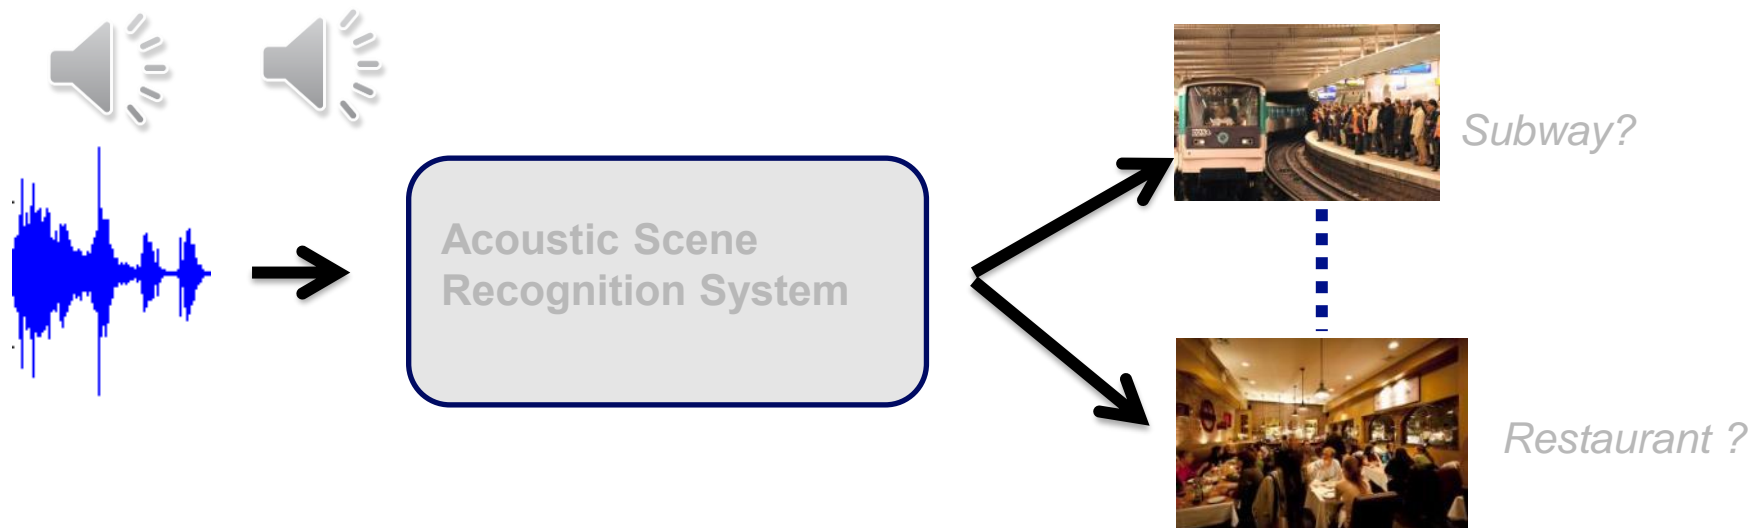 Subway?
Acoustic Scene
Recognition System
Restaurant ?